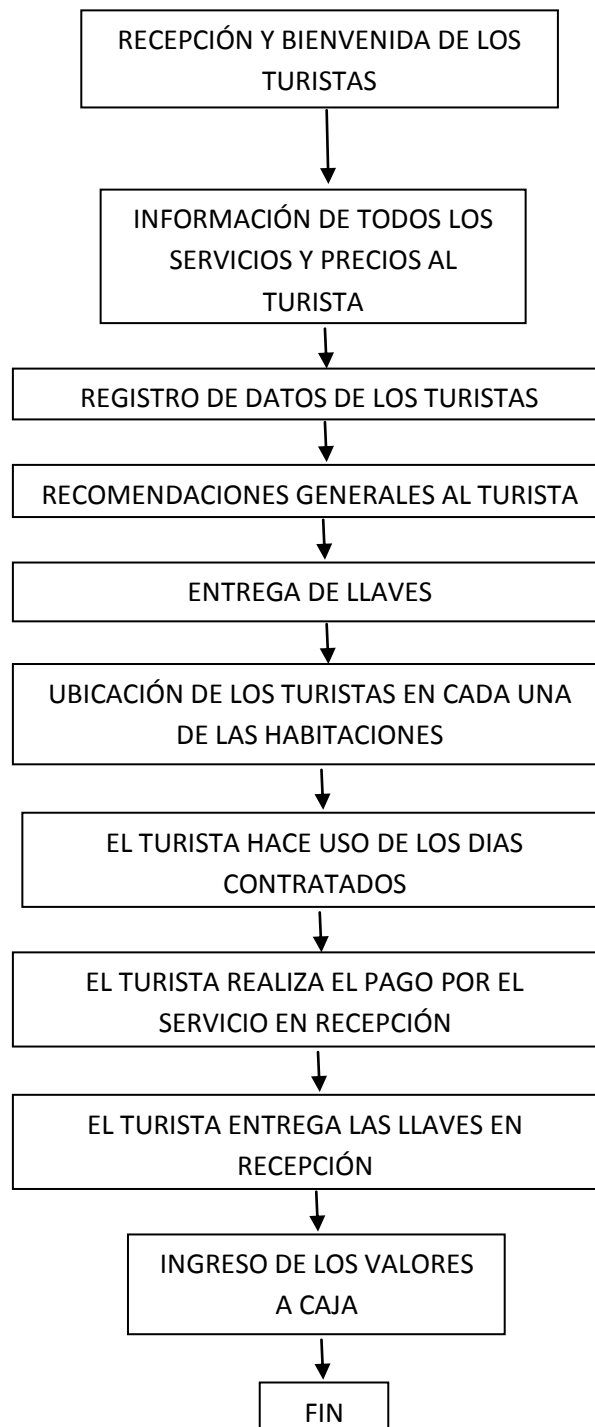 RECEPCIÓN Y BIENVENIDA DE LOS
TURISTAS
INFORMACIÓN DE TODOS LOS
SERVICIOS Y PRECIOS AL
TURISTA
REGISTRO DE DATOS DE LOS TURISTAS
RECOMENDACIONES GENERALES AL TURISTA
ENTREGA DE LLAVES
UBICACIÓN DE LOS TURISTAS EN CADA UNA
DE LAS HABITACIONES
EL TURISTA HACE USO DE LOS DIAS
CONTRATADOS
EL TURISTA REALIZA EL PAGO POR EL
SERVICIO EN RECEPCIÓN
EL TURISTA ENTREGA LAS LLAVES EN
RECEPCIÓN
INGRESO DE LOS VALORES
A CAJA
FIN